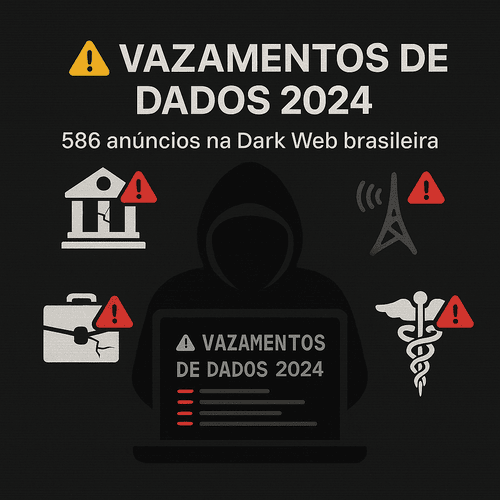 VAZAMENTOS DE
DADOS 2024
586 anúncios na Dark Web brasileira
VAZAMENTOS
DE DADOS 2024